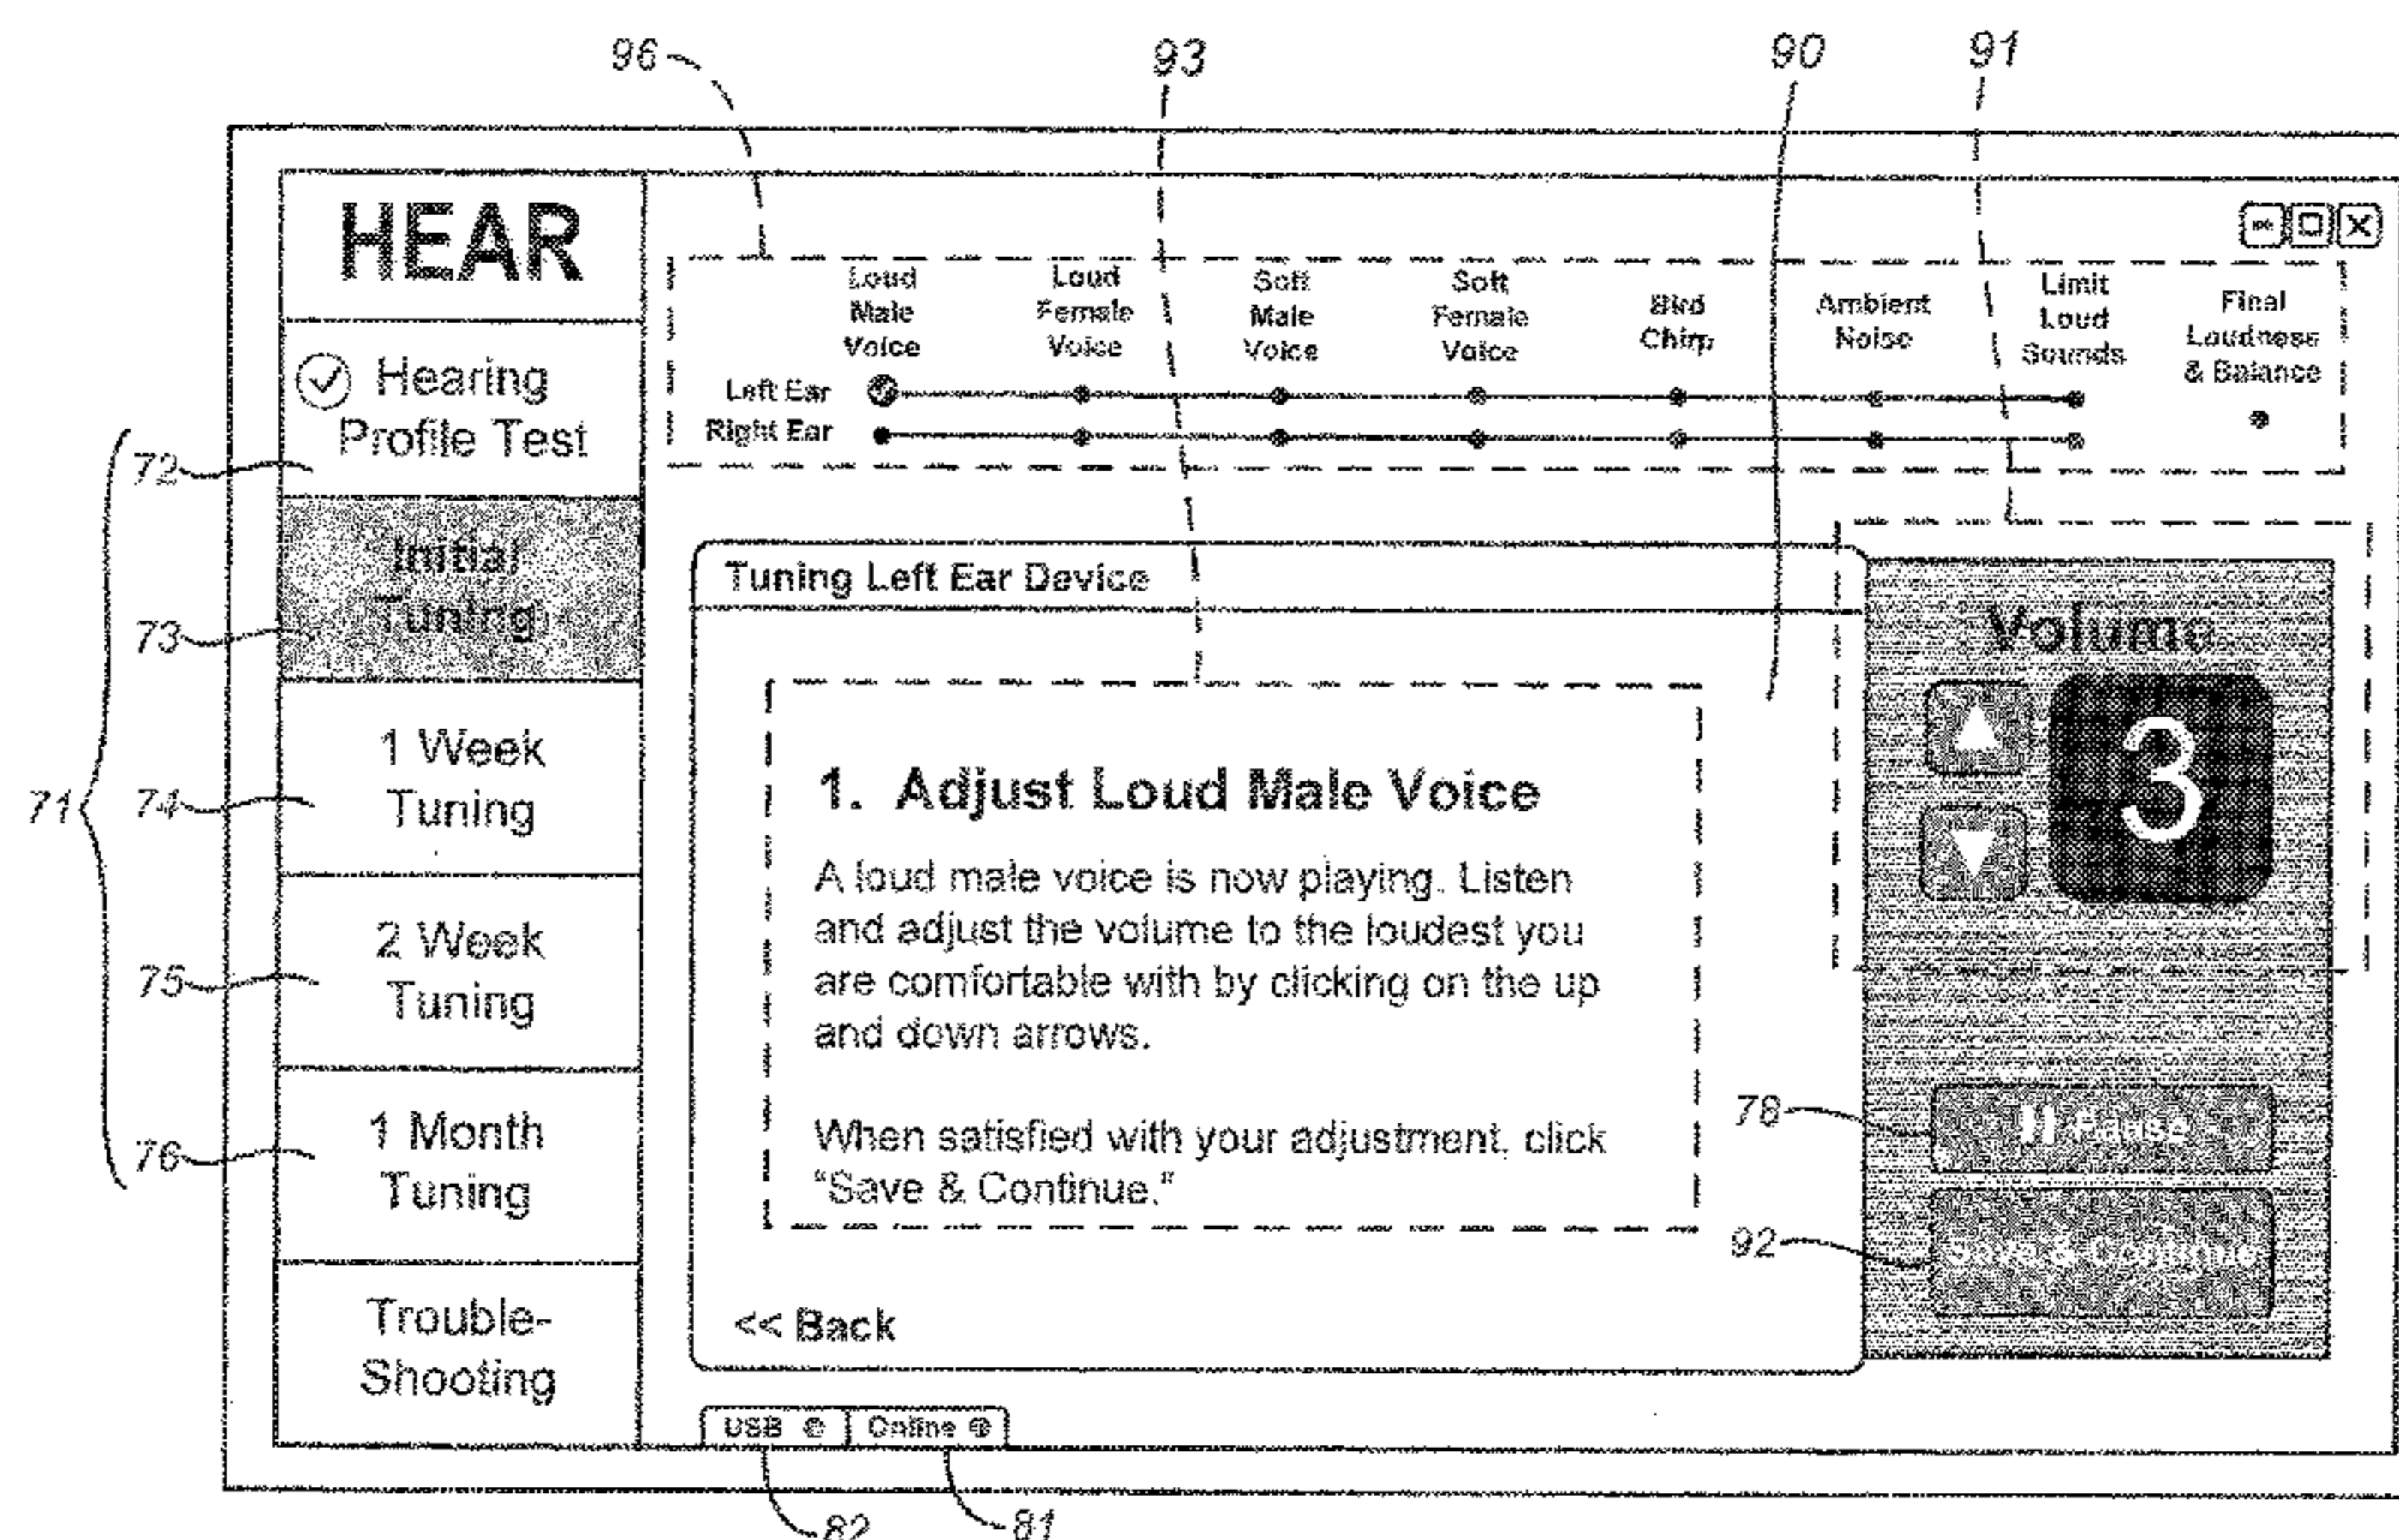 96
93
90
91
HEAR
Loud Male Voice
Loud Female Voice
Soft Male Voice
Soft Female Voice
Bird Chirp
Ambient Noise
Limit Loud Sounds
Final Loudness & Balance
Left Ear
Right Ear
Hearing
Profile Test
72
Initial
Tuning
73
1 Week
Tuning
74
71
2 Week
Tuning
75
1 Month
Tuning
76
Trouble-
Shooting
Tuning Left Ear Device
1. Adjust Loud Male Voice
A loud male voice is now playing. Listen
and adjust the volume to the loudest you
are comfortable with by clicking on the up
and down arrows.
When satisfied with your adjustment, click
“Save & Continue.”
<< Back
Volume
3
78
Pause
92
Save & Continue
USB
Online
82
81